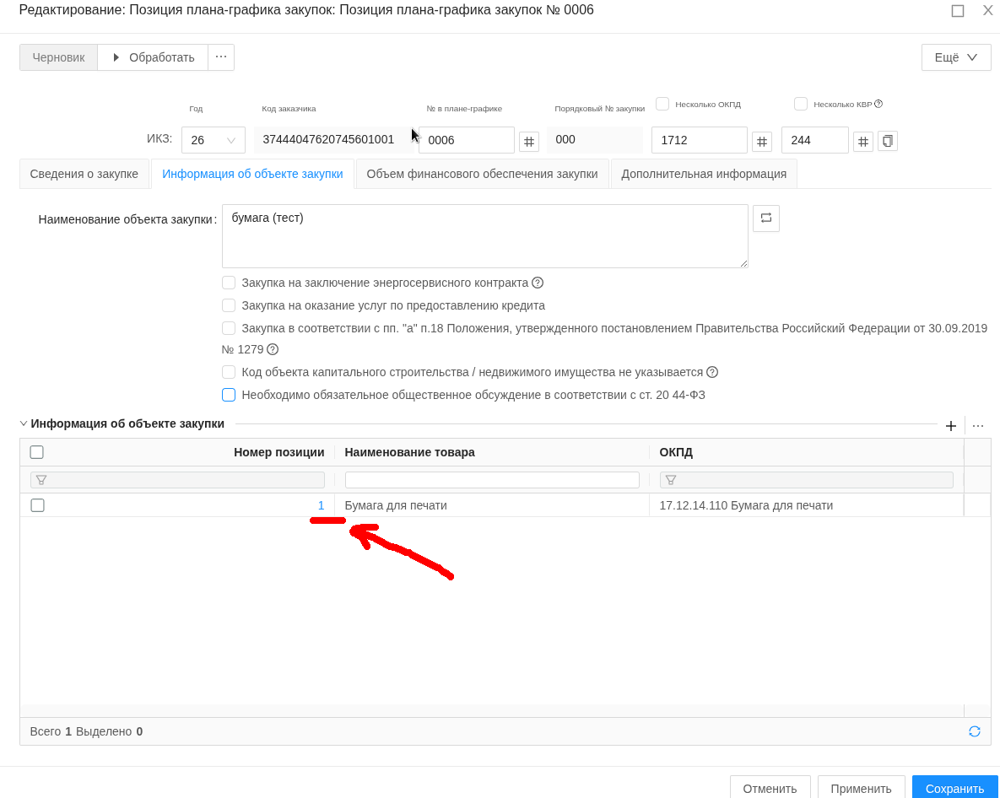 Редактирование: Позиция плана-графика закупок: Позиция плана-графика закупок № 0006
Черновик Обработать ... Ещё
Год Код заказчика № в плане-графике Порядковый № закупки Несколько ОКПД Несколько КВР
ИКЗ: 26 37444047620745601001 0006 000 1712 244
Сведения о закупке Информация об объекте закупки Объем финансового обеспечения закупки Дополнительная информация
Наименование объекта закупки: бумага (тест)
Закупка на заключение энергосервисного контракта
Закупка на оказание услуг по предоставлению кредита
Закупка в соответствии с пп. "а" п.18 Положения, утвержденного постановлением Правительства Российский Федерации от 30.09.2019
№ 1279
Код объекта капитального строительства / недвижимого имущества не указывается
Необходимо обязательное общественное обсуждение в соответствии с ст. 20 44-ФЗ
Информация об объекте закупки
Номер позиции Наименование товара ОКПД
1 Бумага для печати 17.12.14.110 Бумага для печати
Всего 1 Выделено 0
Отменить Применить Сохранить